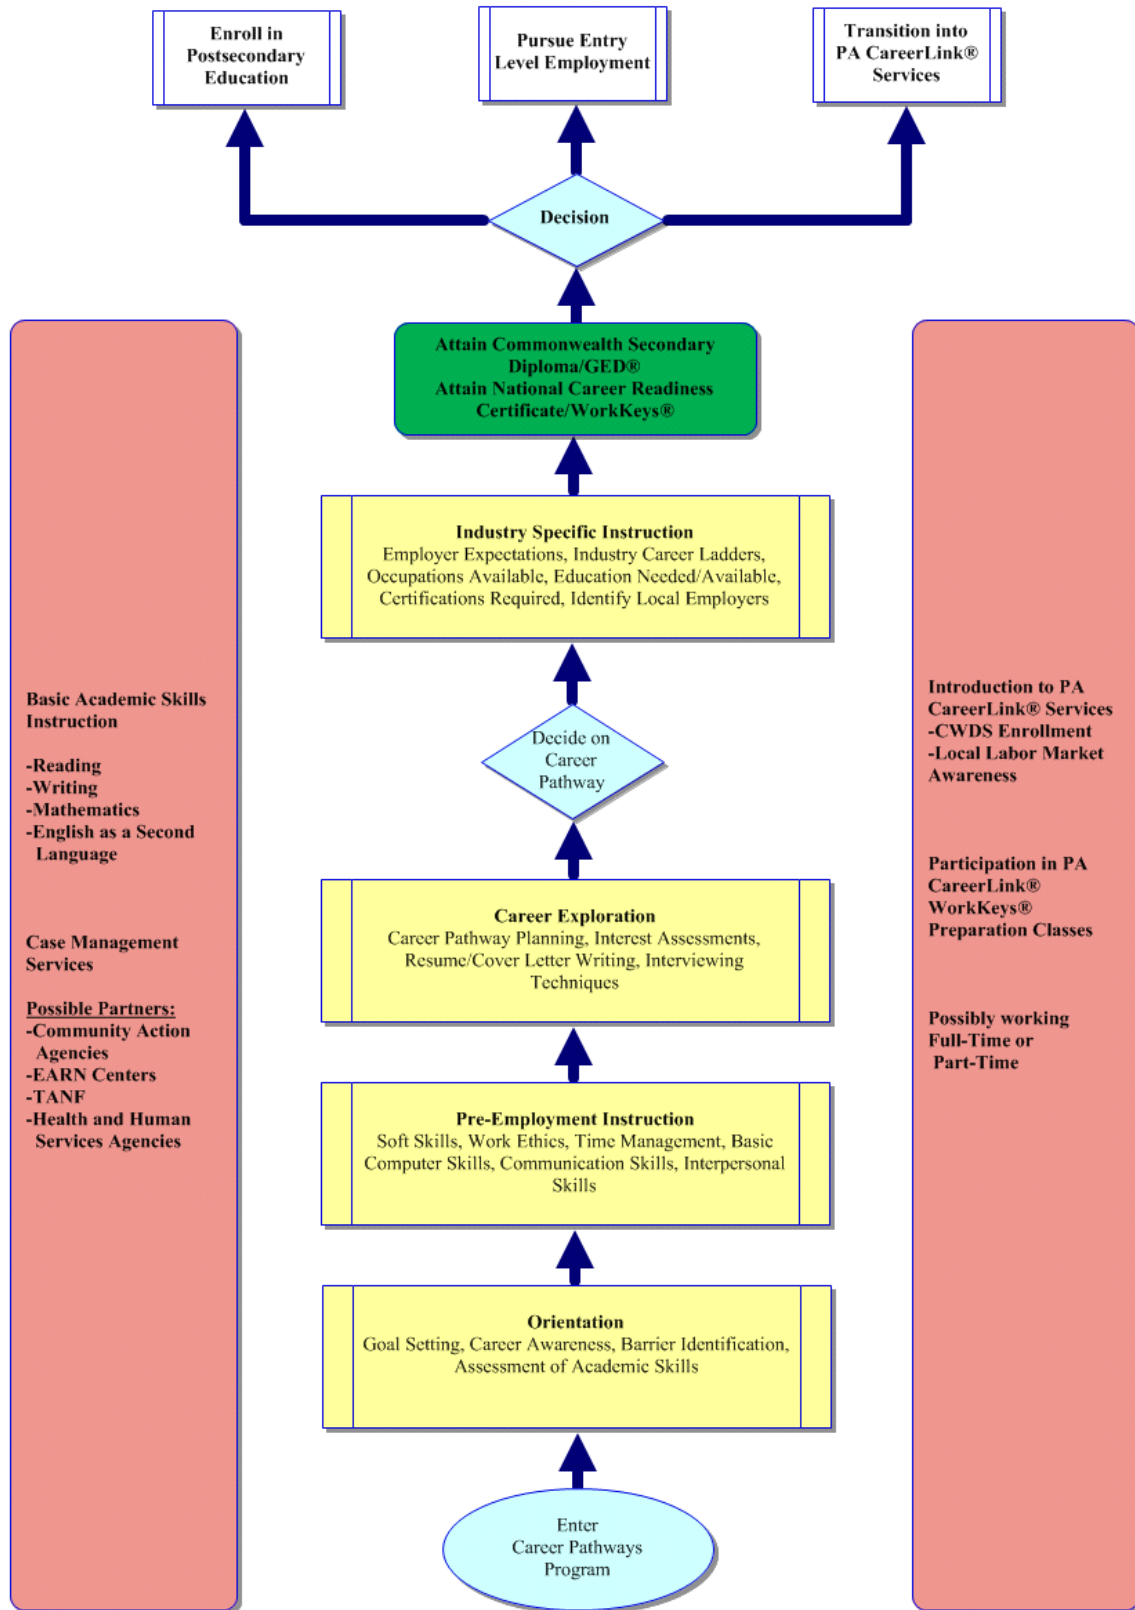 Enroll in
Postsecondary
Education
Pursue Entry
Level Employment
Transition into
PA CareerLink®
Services
Decision
Attain Commonwealth Secondary
Diploma/GED®
Attain National Career Readiness
Certificate/WorkKeys®
Industry Specific Instruction
Employer Expectations, Industry Career Ladders,
Occupations Available, Education Needed/Available,
Certifications Required, Identify Local Employers
Decide on
Career
Pathway
Career Exploration
Career Pathway Planning, Interest Assessments,
Resume/Cover Letter Writing, Interviewing
Techniques
Pre-Employment Instruction
Soft Skills, Work Ethics, Time Management, Basic
Computer Skills, Communication Skills, Interpersonal
Skills
Orientation
Goal Setting, Career Awareness, Barrier Identification,
Assessment of Academic Skills
Enter
Career Pathways
Program
Basic Academic Skills
Instruction
-Reading
-Writing
-Mathematics
-English as a Second
Language
Case Management
Services
Possible Partners:
-Community Action
Agencies
-EARN Centers
-TANF
-Health and Human
Services Agencies
Introduction to PA
CareerLink® Services
-CWDS Enrollment
-Local Labor Market
Awareness
Participation in PA
CareerLink®
WorkKeys®
Preparation Classes
Possibly working
Full-Time or
Part-Time